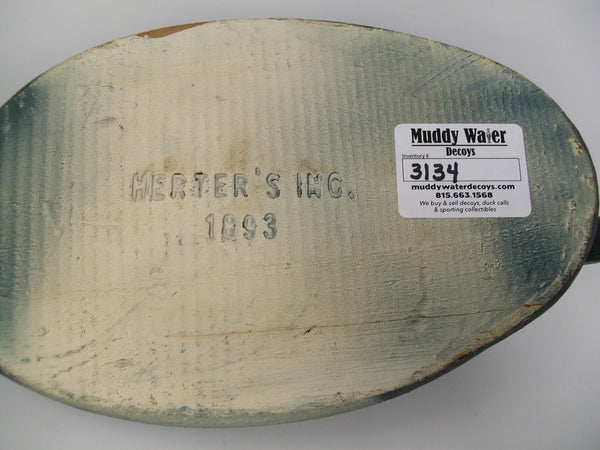 HERTER'S INC.
1893
Muddy Water
Decoys
Inventory #:
3134
muddywaterdecoys.com
815.663.1568
We buy & sell decoys, duck calls
& sporting collectibles